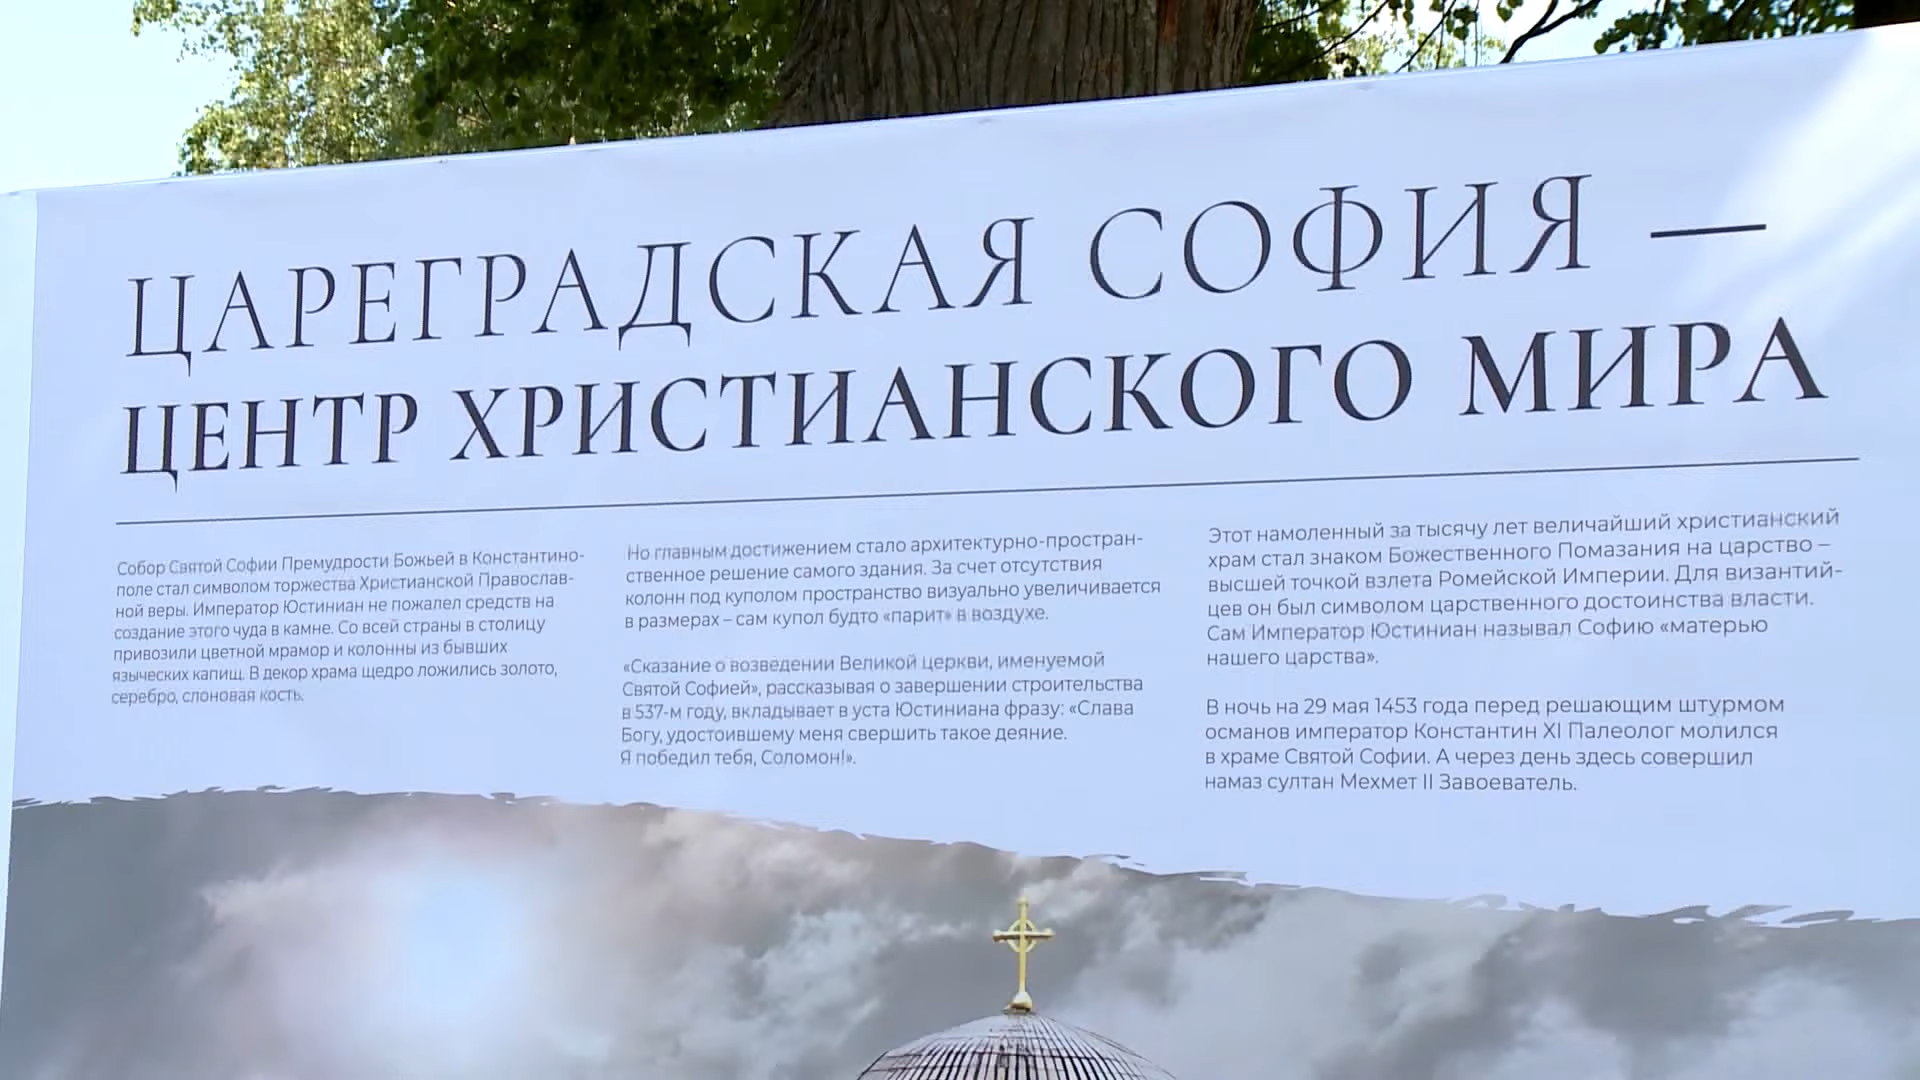 ЦАРЕГРАДСКАЯ СОФИЯ —
ЦЕНТР ХРИСТИАНСКОГО МИРА
Собор Святой Софии Премудрости Божьей в Константино-
поле стал символом торжества Христианской Православ-
ной веры. Император Юстиниан не пожалел средств на
создание этого чуда в камне. Со всей страны в столицу
привозили цветной мрамор и колонны из бывших
языческих капищ. В декор храма щедро ложились золото,
серебро, слоновая кость.
Но главным достижением стало архитектурно-простран-
ственное решение самого здания. За счет отсутствия
колонн под куполом пространство визуально увеличивается
в размерах – сам купол будто «парит» в воздухе.
«Сказание о возведении Великой церкви, именуемой
Святой Софией», рассказывая о завершении строительства
в 537-м году, вкладывает в уста Юстиниана фразу: «Слава
Богу, удостоившему меня свершить такое деяние.
Я победил тебя, Соломон!».
Этот намоленный за тысячу лет величайший христианский
храм стал знаком Божественного Помазания на царство –
высшей точкой взлета Ромейской Империи. Для византий-
цев он был символом царственного достоинства власти.
Сам Император Юстиниан называл Софию «матерью
нашего царства».
В ночь на 29 мая 1453 года перед решающим штурмом
османов император Константин XI Палеолог молился
в храме Святой Софии. А через день здесь совершил
намаз султан Мехмет II Завоеватель.